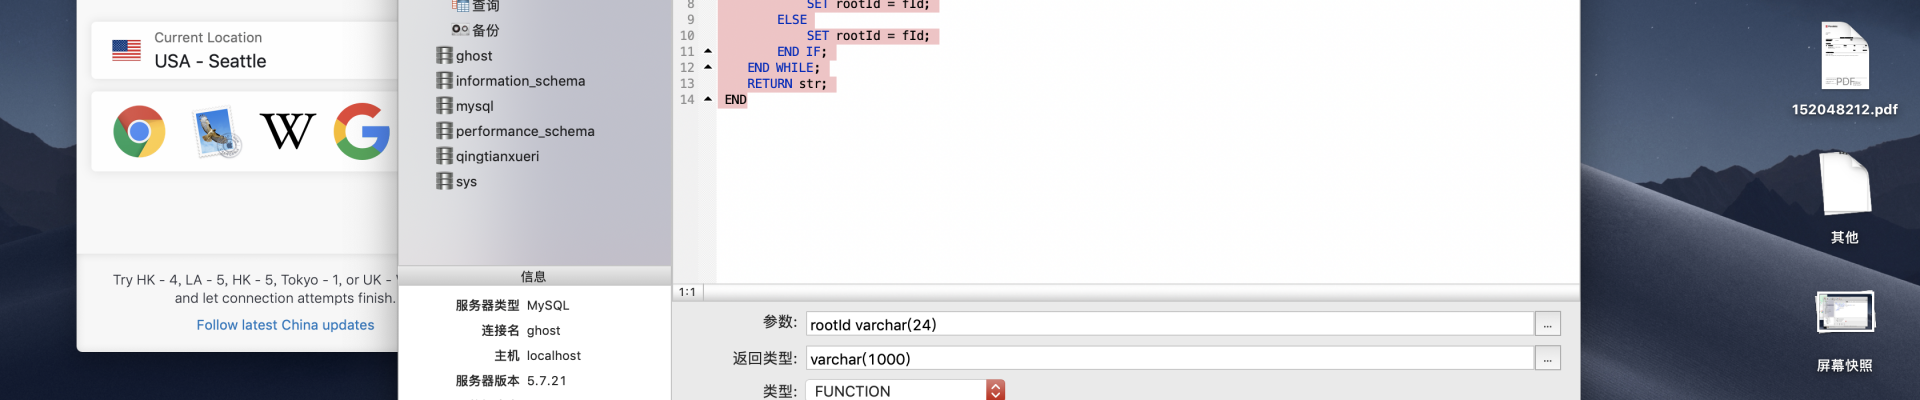 Current Location
USA - Seattle
W
Try HK - 4, LA - 5, HK - 5, Tokyo - 1, or UK -
and let connection attempts finish.
Follow latest China updates
查询
备份
ghost
information_schema
mysql
performance_schema
qingtianxueri
sys
信息
服务器类型 MySQL
连接名 ghost
主机 localhost
服务器版本 5.7.21
8 SET rootId = fId;
9 ELSE
10 SET rootId = fId;
11 END IF;
12 END WHILE;
13 RETURN str;
14 END
1:1
参数: rootId varchar(24) ...
返回类型: varchar(1000) ...
类型: FUNCTION
PDF
152048212.pdf
其他
屏幕快照